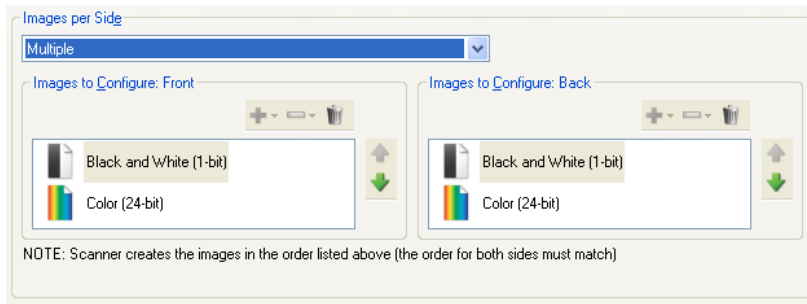 Images per Side
Multiple
Images to Configure: Front
Black and White (1-bit)
Color (24-bit)
Images to Configure: Back
Black and White (1-bit)
Color (24-bit)
NOTE: Scanner creates the images in the order listed above (the order for both sides must match)